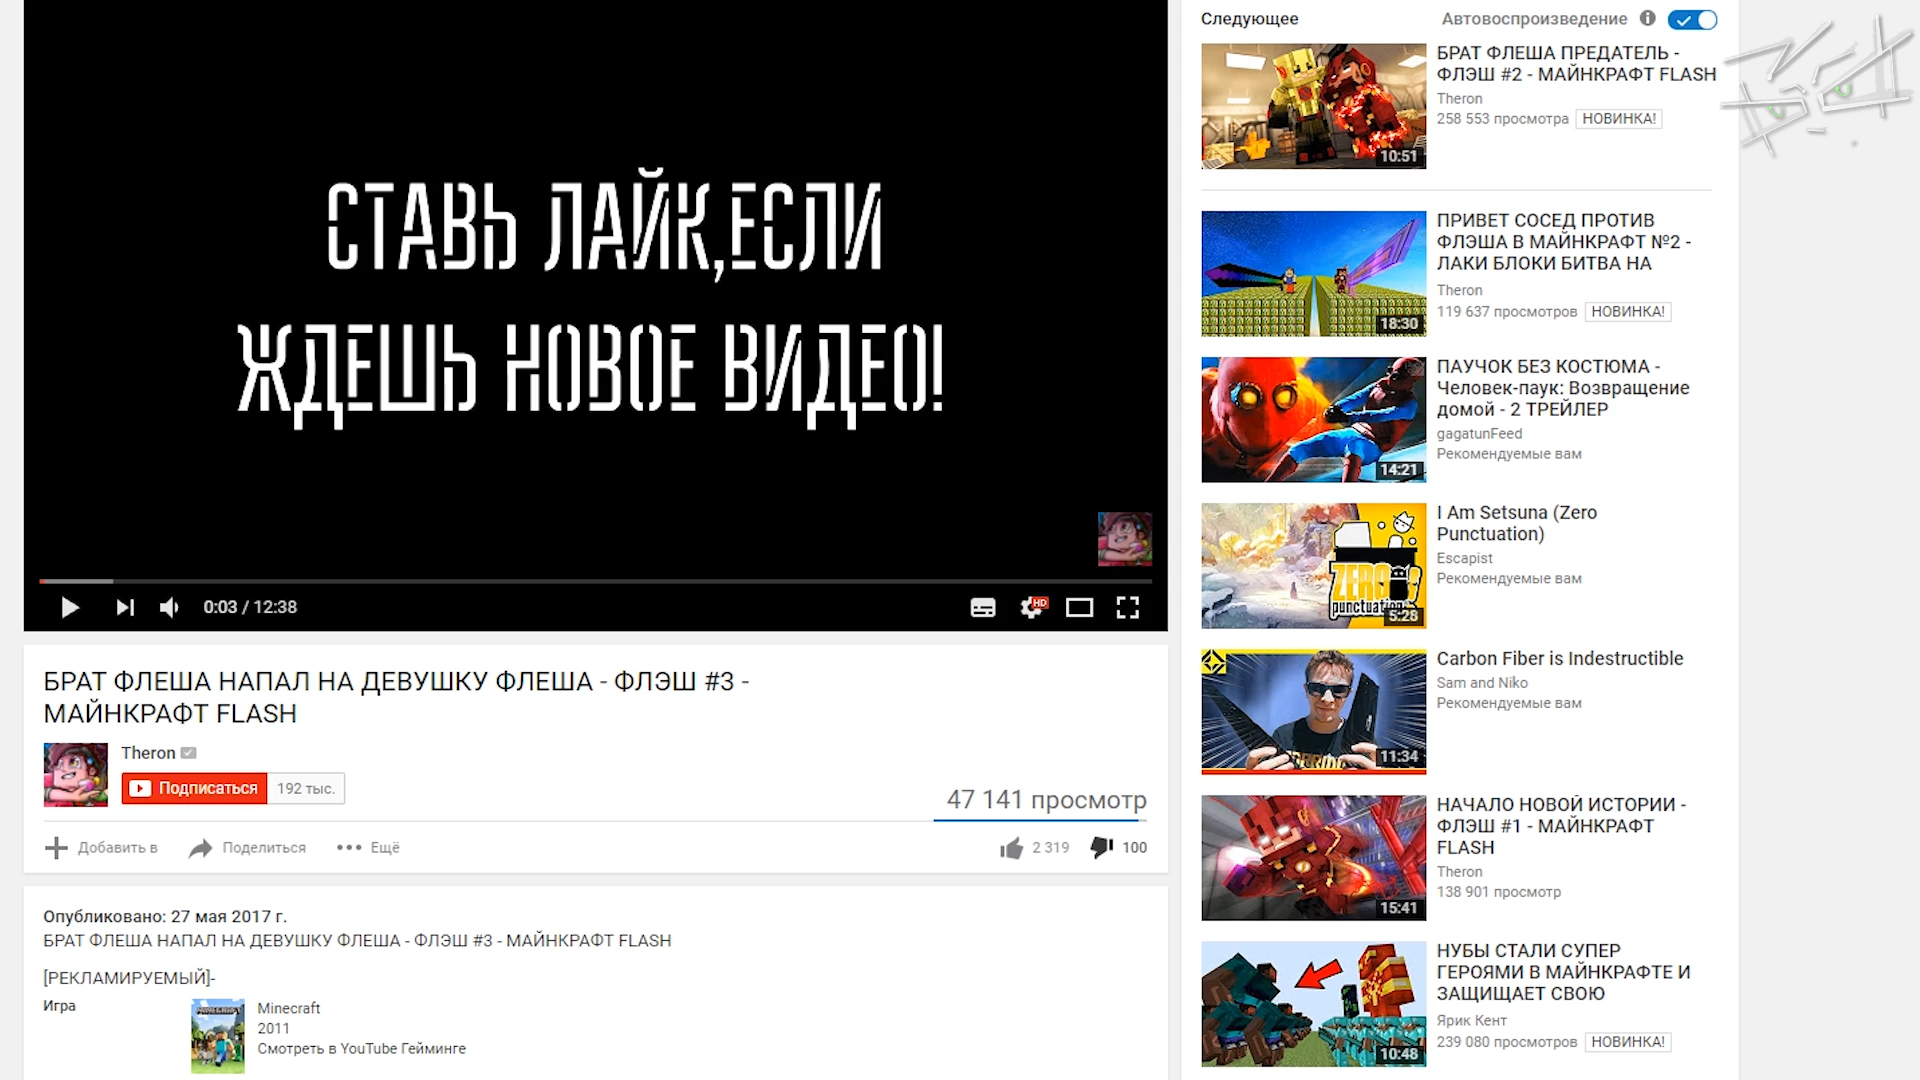 СТАВЬ ЛАЙК,ЕСЛИ
ЖДЕШЬ НОВОЕ ВИДЕО!
0:03 / 12:38
HD
БРАТ ФЛЕША НАПАЛ НА ДЕВУШКУ ФЛЕША - ФЛЭШ #3 -
МАЙНКРАФТ FLASH
Theron
Подписаться
192 тыс.
47 141 просмотр
Добавить в
Поделиться
Ещё
2 319
100
Опубликовано: 27 мая 2017 г.
БРАТ ФЛЕША НАПАЛ НА ДЕВУШКУ ФЛЕША - ФЛЭШ #3 - МАЙНКРАФТ FLASH
[РЕКЛАМИРУЕМЫЙ]-
Игра
MINECRAFT
Minecraft
2011
Смотреть в YouTube Гейминге
Следующее
Автовоспроизведение
10:51
БРАТ ФЛЕША ПРЕДАТЕЛЬ -
ФЛЭШ #2 - МАЙНКРАФТ FLASH
Theron
258 553 просмотра
НОВИНКА!
18:30
ПРИВЕТ СОСЕД ПРОТИВ
ФЛЭША В МАЙНКРАФТ №2 -
ЛАКИ БЛОКИ БИТВА НА
Theron
119 637 просмотров
НОВИНКА!
14:21
ПАУЧОК БЕЗ КОСТЮМА -
Человек-паук: Возвращение
домой - 2 ТРЕЙЛЕР
gagatunFeed
Рекомендуемые вам
ZERO
punctuation
5:28
I Am Setsuna (Zero
Punctuation)
Escapist
Рекомендуемые вам
11:34
Carbon Fiber is Indestructible
Sam and Niko
Рекомендуемые вам
15:41
НАЧАЛО НОВОЙ ИСТОРИИ -
ФЛЭШ #1 - МАЙНКРАФТ
FLASH
Theron
138 901 просмотр
10:48
НУБЫ СТАЛИ СУПЕР
ГЕРОЯМИ В МАЙНКРАФТЕ И
ЗАЩИЩАЕТ СВОЮ
Ярик Кент
239 080 просмотров
НОВИНКА!